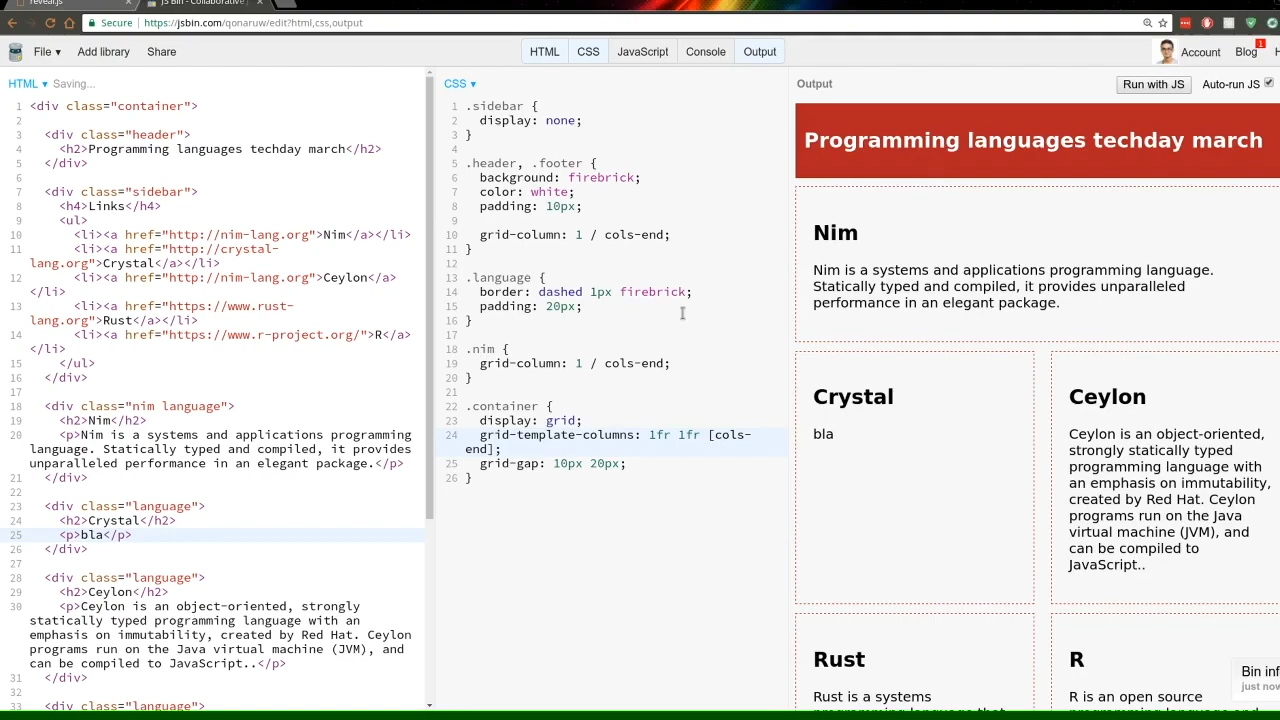 reveal.js
JS Bin - Collaborative
Secure https://jsbin.com/qonaruw/edit?html,css,output
File ▾ Add library Share HTML CSS JavaScript Console Output Account Blog 1
HTML ▾ Saving...
1 <div class="container">
2
3 <div class="header">
4 <h2>Programming languages techday march</h2>
5 </div>
6
7 <div class="sidebar">
8 <h4>Links</h4>
9 <ul>
10 <li><a href="http://nim-lang.org">Nim</a></li>
11 <li><a href="http://crystal-
lang.org">Crystal</a></li>
12 <li><a href="http://nim-lang.org">Ceylon</a>
</li>
13 <li><a href="https://www.rust-
lang.org">Rust</a></li>
14 <li><a href="https://www.r-project.org/">R</a>
</li>
15 </ul>
16 </div>
17
18 <div class="nim language">
19 <h2>Nim</h2>
20 <p>Nim is a systems and applications programming
language. Statically typed and compiled, it provides
unparalleled performance in an elegant package.</p>
21 </div>
22
23 <div class="language">
24 <h2>Crystal</h2>
25 <p>bla</p>
26 </div>
27
28 <div class="language">
29 <h2>Ceylon</h2>
30 <p>Ceylon is an object-oriented, strongly
statically typed programming language with an
emphasis on immutability, created by Red Hat. Ceylon
programs run on the Java virtual machine (JVM), and
can be compiled to JavaScript..</p>
31 </div>
32
33 <div class="language">
CSS ▾
1 .sidebar {
2 display: none;
3 }
4
5 .header, .footer {
6 background: firebrick;
7 color: white;
8 padding: 10px;
9
10 grid-column: 1 / cols-end;
11 }
12
13 .language {
14 border: dashed 1px firebrick;
15 padding: 20px;
16 }
17
18 .nim {
19 grid-column: 1 / cols-end;
20 }
21
22 .container {
23 display: grid;
24 grid-template-columns: 1fr 1fr [cols-
end];
25 grid-gap: 10px 20px;
26 }
Output Run with JS Auto-run JS
Programming languages techday march
Nim
Nim is a systems and applications programming language.
Statically typed and compiled, it provides unparalleled
performance in an elegant package.
Crystal
bla
Ceylon
Ceylon is an object-oriented,
strongly statically typed
programming language with
an emphasis on immutability,
created by Red Hat. Ceylon
programs run on the Java
virtual machine (JVM), and
can be compiled to
JavaScript..
Rust
Rust is a systems
R
R is an open source
Bin inf
just now